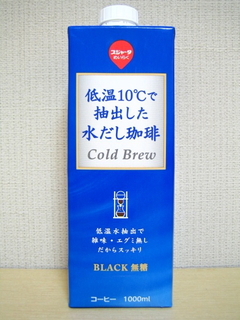 スジャータ
めいらく
低温10℃で
抽出した
水だし珈琲
Cold Brew
低温水抽出で
雑味・エグミ無し
だからスッキリ
BLACK 無糖
コーヒー 1000ml